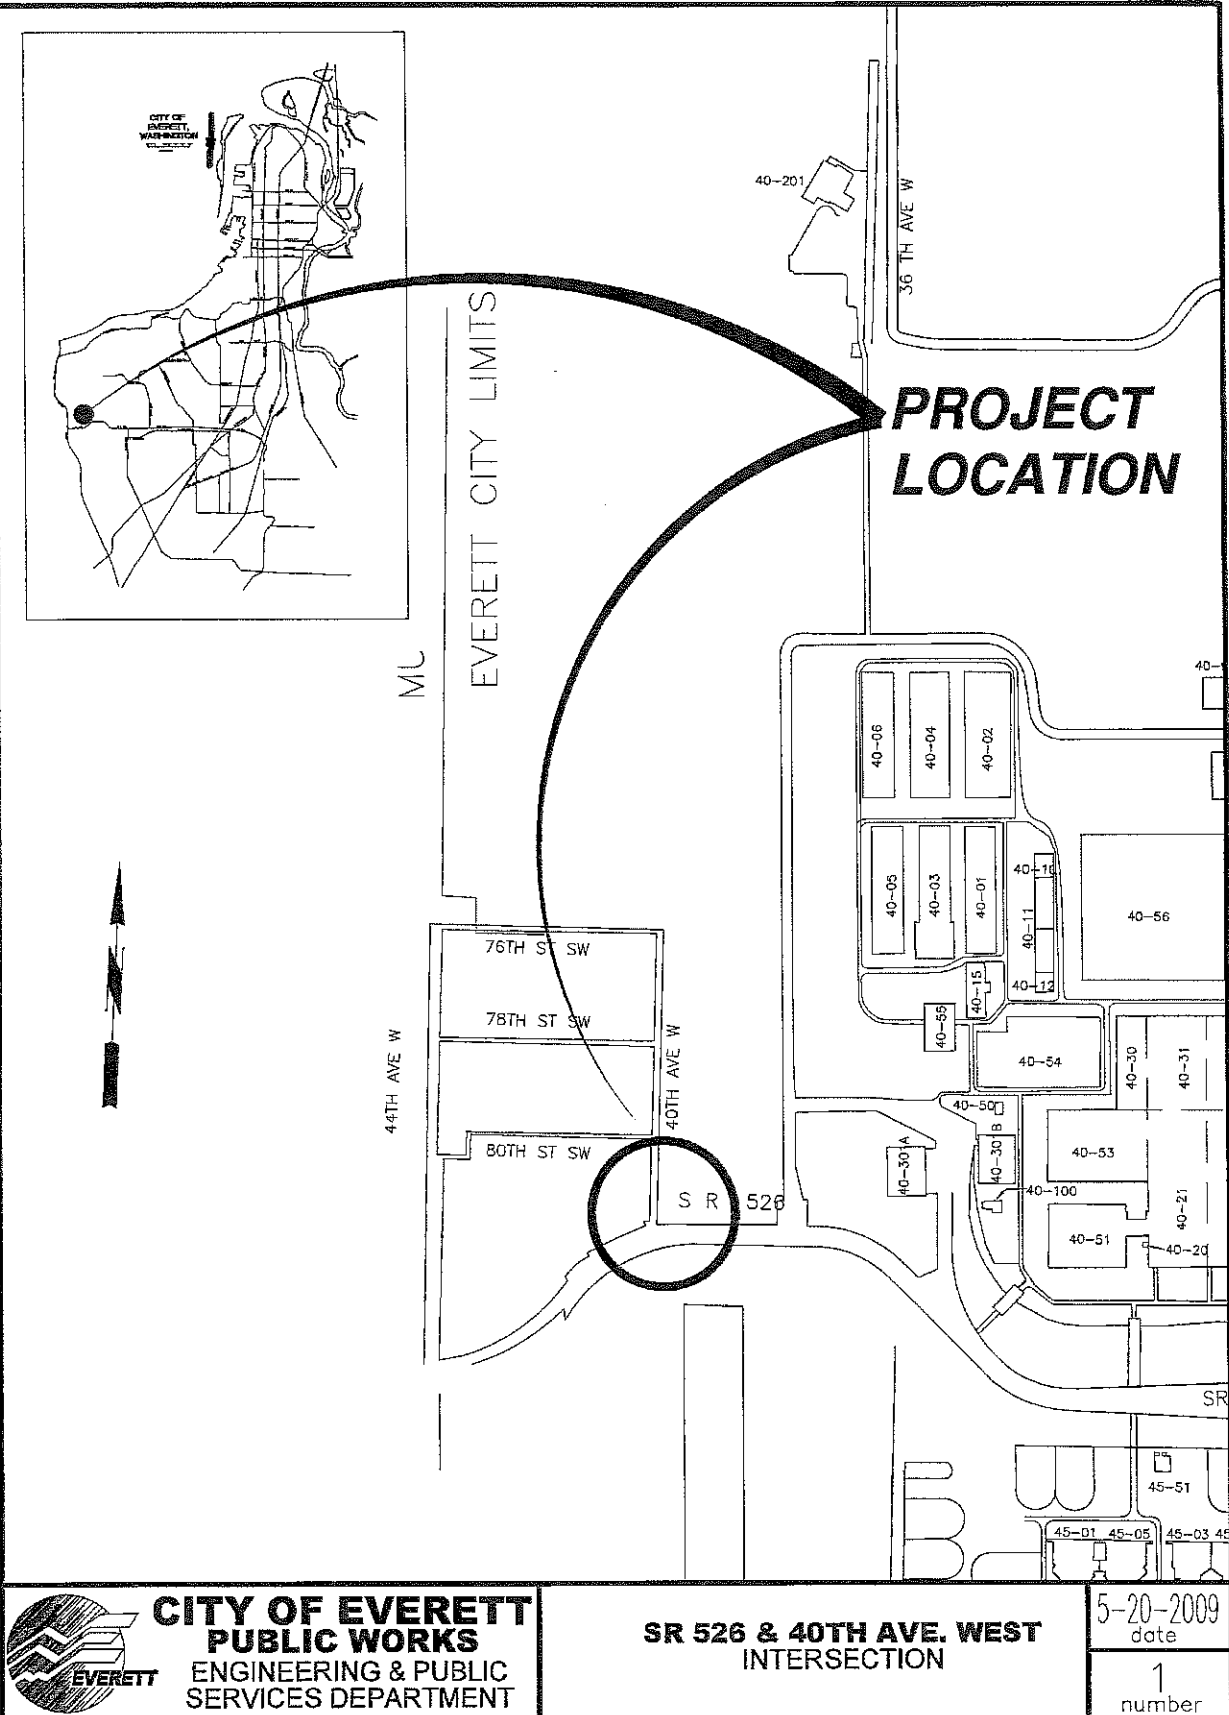 CITY OF
EVERETT,
WASHINGTON
40-201
36 TH AVE W
EVERETT CITY LIMITS
PROJECT
LOCATION
40-06
40-04
40-02
40-05
40-03
40-01
40-10
40-11
40-12
40-56
40-15
40-55
76TH ST SW
78TH ST SW
44TH AVE W
40TH AVE W
80TH ST SW
40-54
40-30
40-31
40-50
40-301A
40-301B
40-53
40-100
40-21
40-51
40-20
S R 526
SR
45-51
45-01
45-05
45-03
45
EVERETT
CITY OF EVERETT
PUBLIC WORKS
ENGINEERING & PUBLIC
SERVICES DEPARTMENT
SR 526 & 40TH AVE. WEST
INTERSECTION
5-20-2009
date
1
number